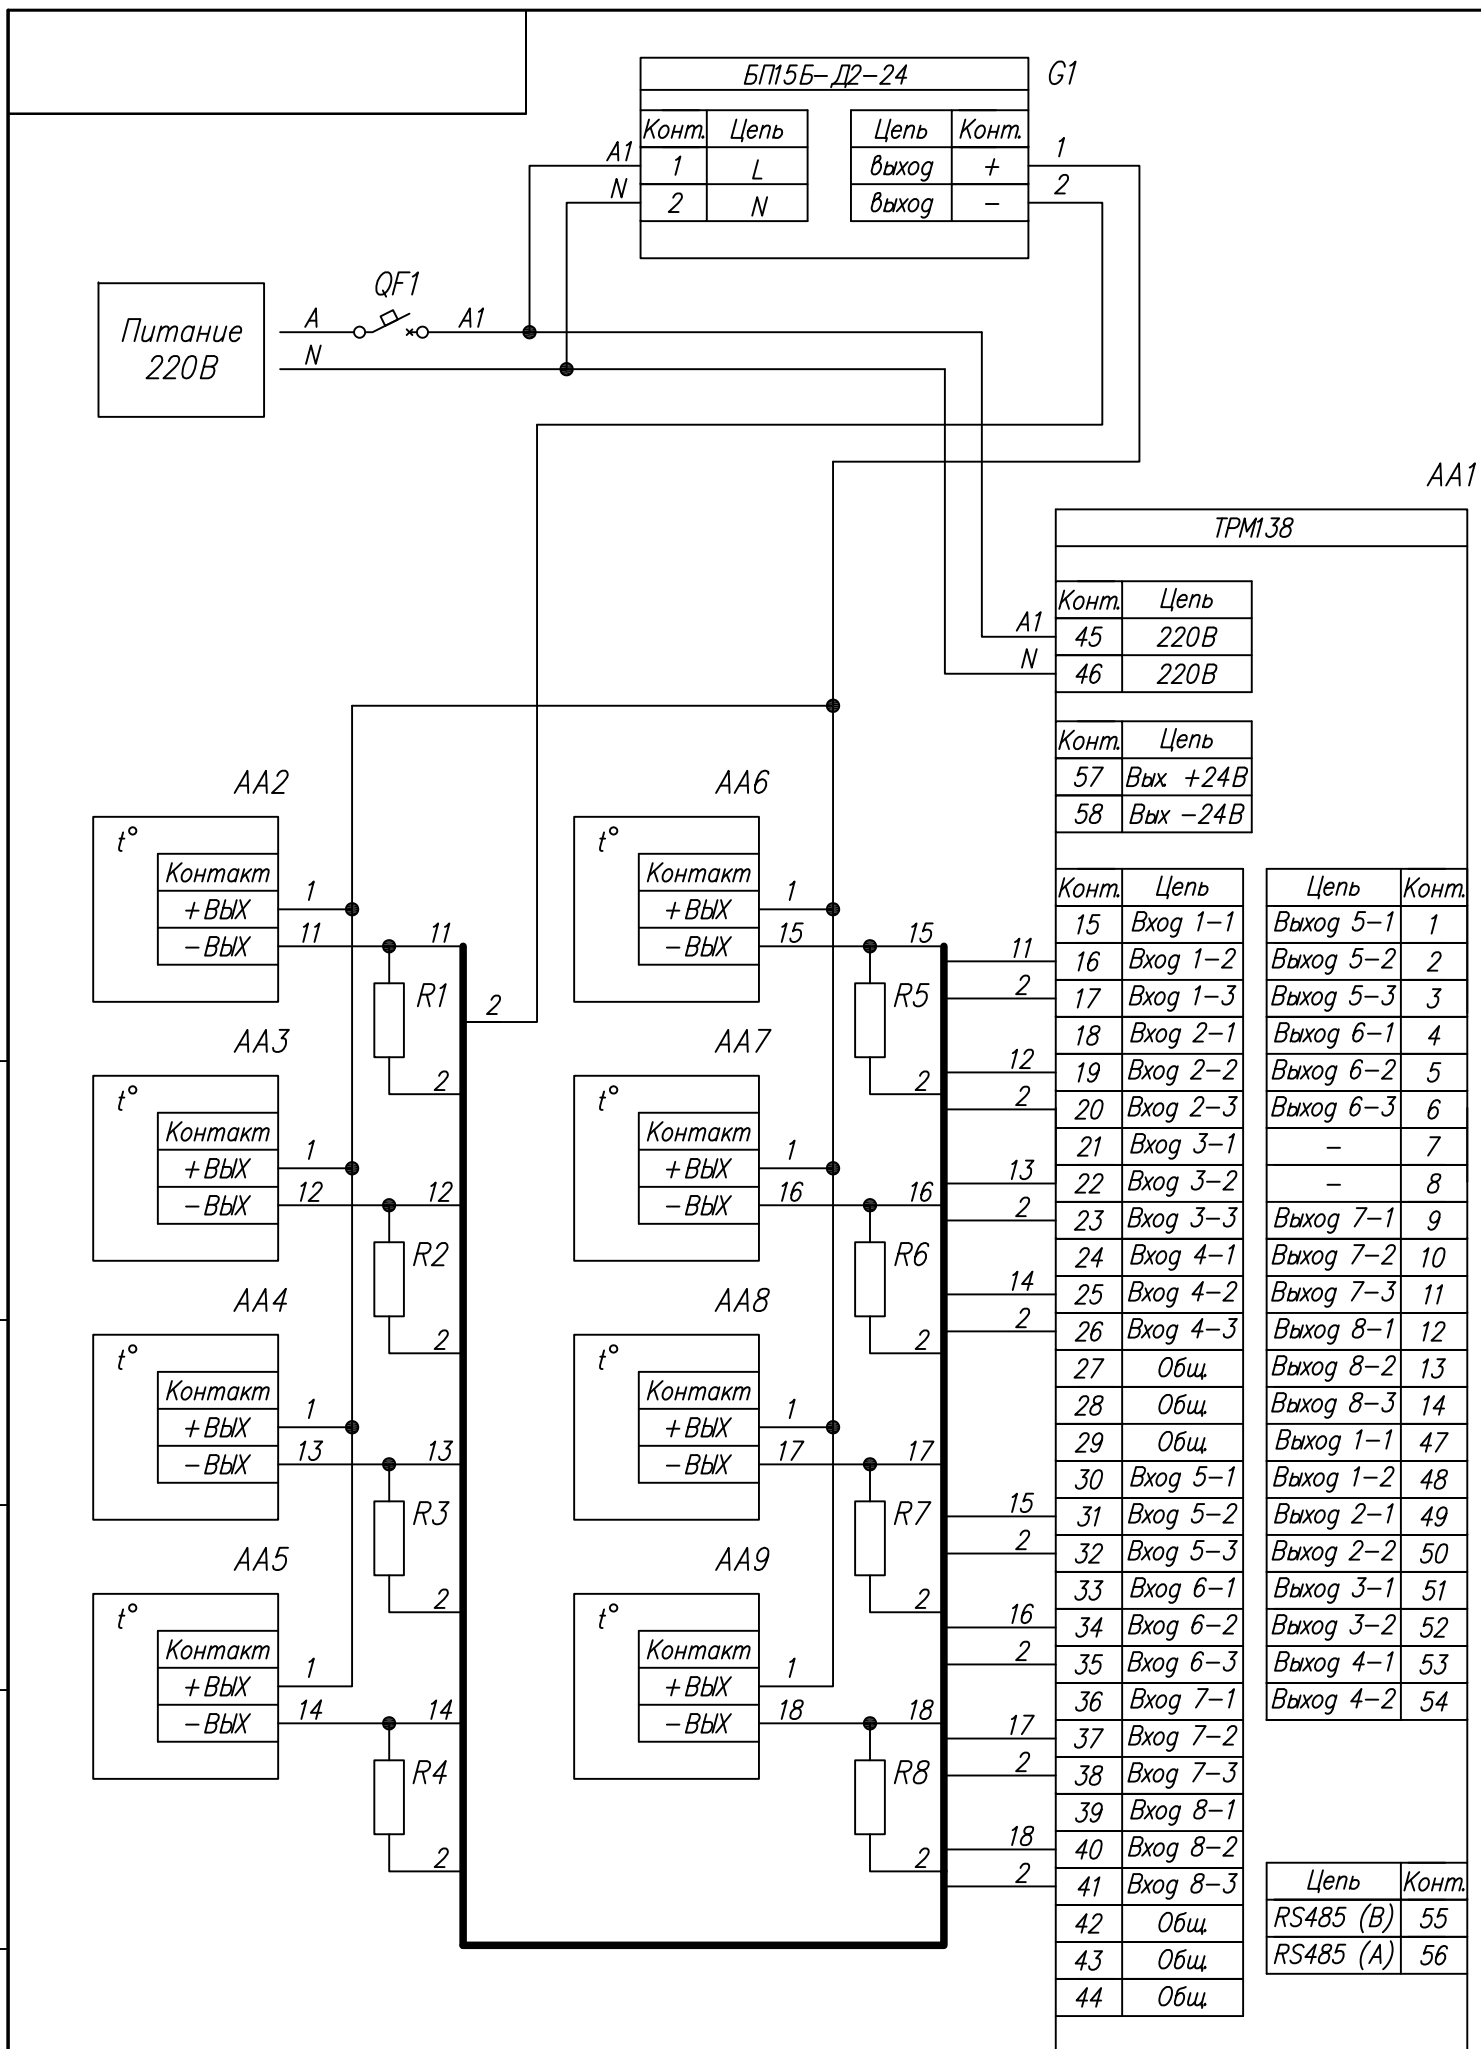 БП15Б-Д2-24
G1
Конт. Цепь Цепь Конт.
A1 1 L выход + 1
N 2 N выход - 2
QF1
Питание 220В
A A1
N
AA1
ТРМ138
Конт. Цепь
A1 45 220В
N 46 220В
Конт. Цепь
57 Вых. +24В
58 Вых -24В
AA2
t°
Контакт
+ВЫХ 1
-ВЫХ 11 11
R1
2
2
AA3
t°
Контакт
+ВЫХ 1
-ВЫХ 12 12
R2
2
AA4
t°
Контакт
+ВЫХ 1
-ВЫХ 13 13
R3
2
AA5
t°
Контакт
+ВЫХ 1
-ВЫХ 14 14
R4
2
AA6
t°
Контакт
+ВЫХ 1
-ВЫХ 15 15
R5
2
AA7
t°
Контакт
+ВЫХ 1
-ВЫХ 16 16
R6
2
AA8
t°
Контакт
+ВЫХ 1
-ВЫХ 17 17
R7
2
AA9
t°
Контакт
+ВЫХ 1
-ВЫХ 18 18
R8
2
Конт. Цепь
15 Вход 1-1
11 16 Вход 1-2
2 17 Вход 1-3
18 Вход 2-1
12 19 Вход 2-2
2 20 Вход 2-3
21 Вход 3-1
13 22 Вход 3-2
2 23 Вход 3-3
24 Вход 4-1
14 25 Вход 4-2
2 26 Вход 4-3
27 Общ.
28 Общ.
29 Общ.
30 Вход 5-1
15 31 Вход 5-2
2 32 Вход 5-3
33 Вход 6-1
16 34 Вход 6-2
2 35 Вход 6-3
36 Вход 7-1
17 37 Вход 7-2
2 38 Вход 7-3
39 Вход 8-1
18 40 Вход 8-2
2 41 Вход 8-3
42 Общ.
43 Общ.
44 Общ.
Цепь Конт.
Выход 5-1 1
Выход 5-2 2
Выход 5-3 3
Выход 6-1 4
Выход 6-2 5
Выход 6-3 6
- 7
- 8
Выход 7-1 9
Выход 7-2 10
Выход 7-3 11
Выход 8-1 12
Выход 8-2 13
Выход 8-3 14
Выход 1-1 47
Выход 1-2 48
Выход 2-1 49
Выход 2-2 50
Выход 3-1 51
Выход 3-2 52
Выход 4-1 53
Выход 4-2 54
Цепь Конт.
RS485 (B) 55
RS485 (A) 56